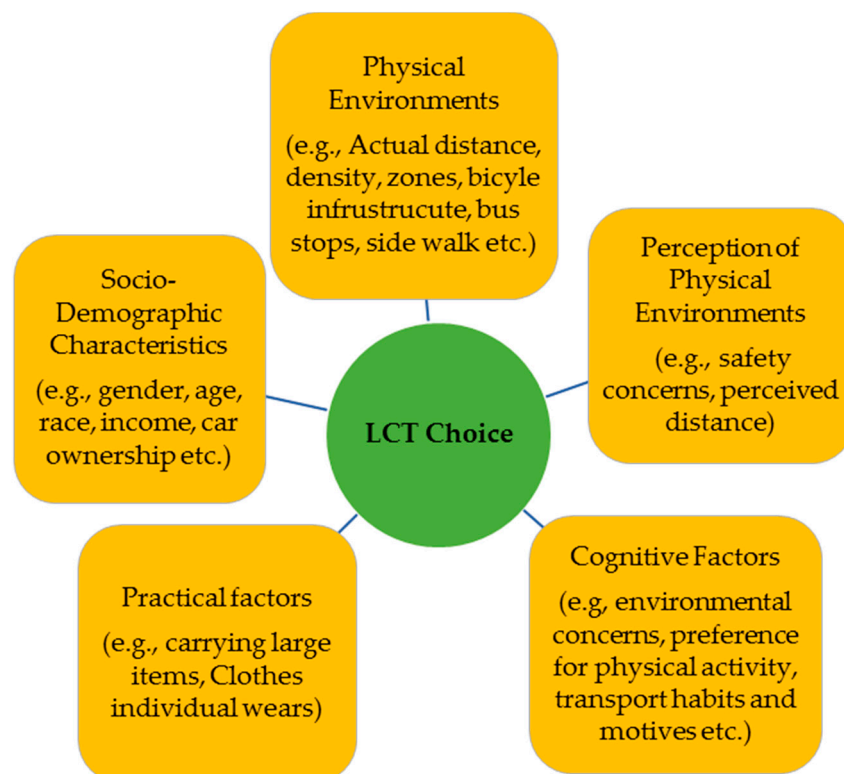 Physical
Environments
(e.g., Actual distance,
density, zones, bicyle
infrustrucute, bus
stops, side walk etc.)
Socio-
Demographic
Characteristics
(e.g., gender, age,
race, income, car
ownership etc.)
Perception of
Physical
Environments
(e.g., safety
concerns, perceived
distance)
LCT Choice
Practical factors
(e.g., carrying large
items, Clothes
individual wears)
Cognitive Factors
(e.g, environmental
concerns, preference
for physical activity,
transport habits and
motives etc.)